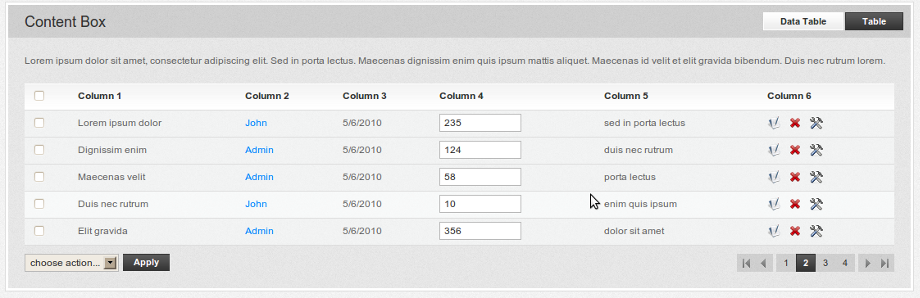 Content Box Data Table Table
Lorem ipsum dolor sit amet, consectetur adipiscing elit. Sed in porta lectus. Maecenas dignissim enim quis ipsum mattis aliquet. Maecenas id velit et elit gravida bibendum. Duis nec rutrum lorem.
Column 1 Column 2 Column 3 Column 4 Column 5 Column 6
Lorem ipsum dolor John 5/6/2010 235 sed in porta lectus
Dignissim enim Admin 5/6/2010 124 duis nec rutrum
Maecenas velit Admin 5/6/2010 58 porta lectus
Duis nec rutrum John 5/6/2010 10 enim quis ipsum
Elit gravida Admin 5/6/2010 356 dolor sit amet
choose action... Apply 1 2 3 4